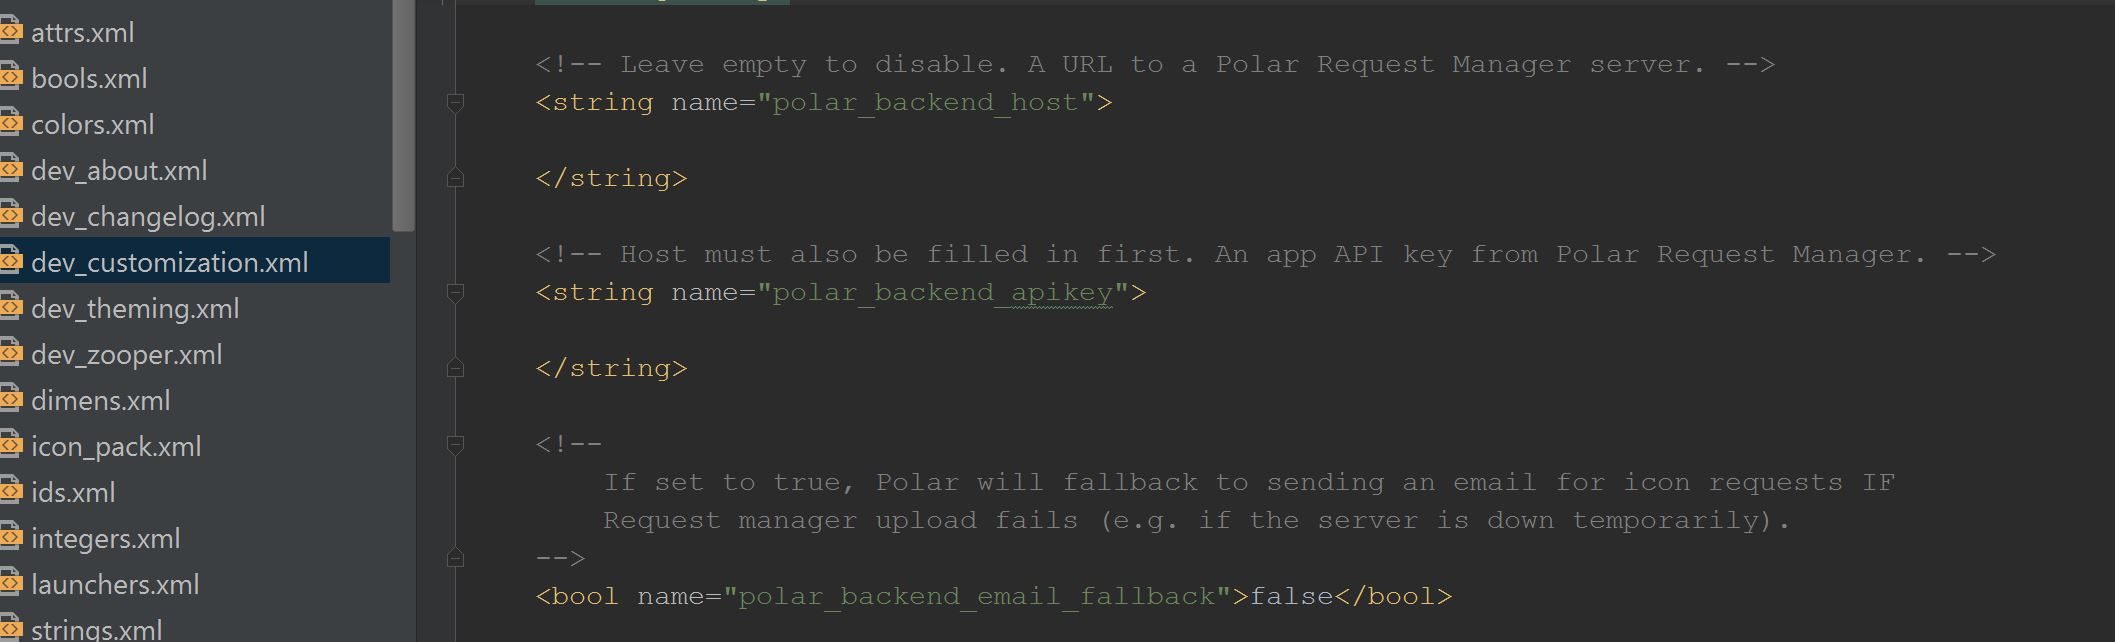 attrs.xml
bools.xml
colors.xml
dev_about.xml
dev_changelog.xml
dev_customization.xml
dev_theming.xml
dev_zooper.xml
dimens.xml
icon_pack.xml
ids.xml
integers.xml
launchers.xml
strings.xml
<!-- Leave empty to disable. A URL to a Polar Request Manager server. -->
<string name="polar_backend_host">
</string>
<!-- Host must also be filled in first. An app API key from Polar Request Manager. -->
<string name="polar_backend_apikey">
</string>
<!--
If set to true, Polar will fallback to sending an email for icon requests IF
Request manager upload fails (e.g. if the server is down temporarily).
-->
<bool name="polar_backend_email_fallback">false</bool>